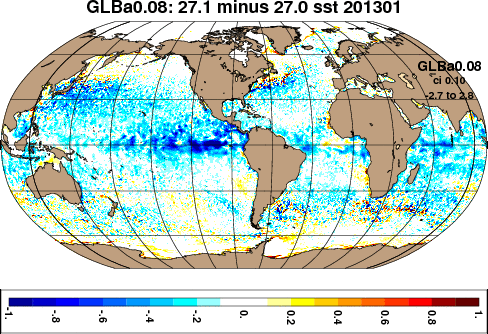 GLBa0.08: 27.1 minus 27.0 sst 201301
GLBa0.08
ci 0.10
-2.7 to 2.8
-1. -.8 -.6 -.4 -.2 0. 0.2 0.4 0.6 0.8 1.